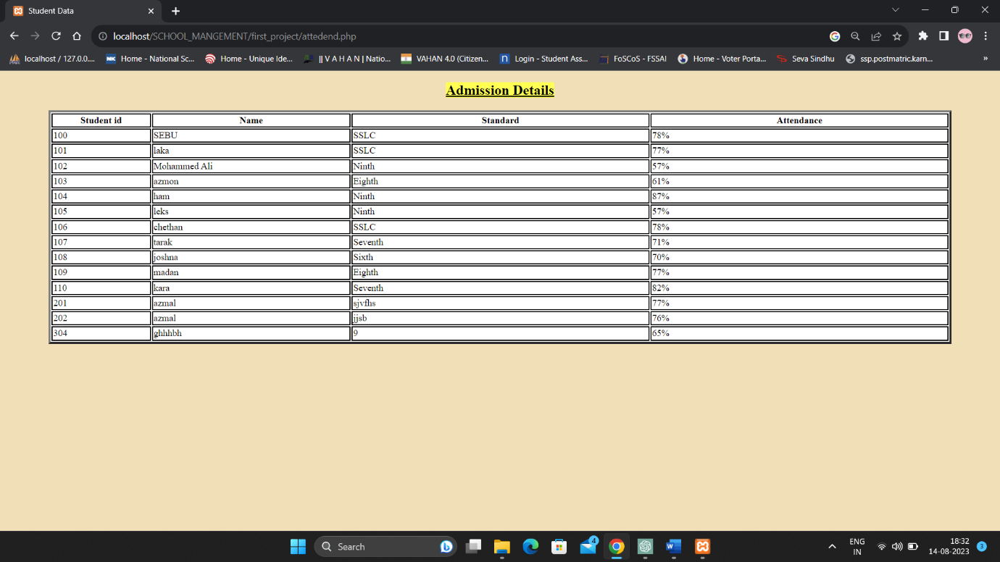 Student Data
localhost/SCHOOL_MANGEMENT/first_project/attedend.php
localhost / 127.0.0.... Home - National Sc... Home - Unique Ide... || V A H A N | Natio... VAHAN 4.0 (Citizen... Login - Student Ass... FoSCoS - FSSAI Home - Voter Porta... Seva Sindhu ssp.postmatric.karn... »
Admission Details
Student id Name Standard Attendance
100 SEBU SSLC 78%
101 laka SSLC 77%
102 Mohammed Ali Ninth 57%
103 azmon Eighth 61%
104 ham Ninth 87%
105 leks Ninth 57%
106 chethan SSLC 78%
107 tarak Seventh 71%
108 joshna Sixth 70%
109 madan Eighth 77%
110 kara Seventh 82%
201 azmal sjvfhs 77%
202 azmal jjsb 76%
304 ghhhbh 9 65%
Search 4 ENG IN 18:32 14-08-2023 3